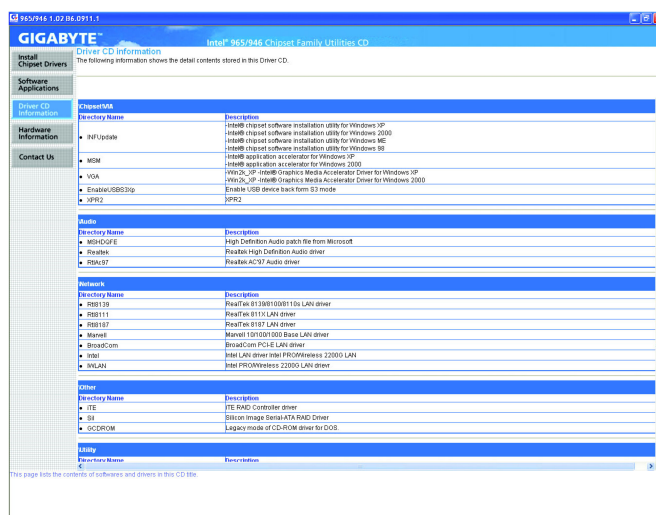 965/946 1.02 B6.0911.1
GIGABYTE™
Intel® 965/946 Chipset Family Utilities CD
Install
Chipset Drivers
Software
Applications
Driver CD
Information
Hardware
Information
Contact Us
Driver CD Information
The following information shows the detail contents stored in this Driver CD.
\Chipset\VIA
Directory Name Description
• INFUpdate
-Intel® chipset software installation utility for Windows XP
-Intel® chipset software installation utility for Windows 2000
-Intel® chipset software installation utility for Windows ME
-Intel® chipset software installation utility for Windows 98
• MSM
-Intel® application accelerator for Windows XP
-Intel® application accelerator for Windows 2000
• VGA
-Win2k_XP -Intel® Graphics Media Accelerator Driver for Windows XP
-Win2k_XP -Intel® Graphics Media Accelerator Driver for Windows 2000
• EnableUSBS3Xp Enable USB device back form S3 mode
• XPR2 XPR2
\Audio
Directory Name Description
• MSHDQFE High Definition Audio patch file from Microsoft
• Realtek Realtek High Definition Audio driver
• RtlAc97 Realtek AC'97 Audio driver
\Network
Directory Name Description
• Rtl8139 RealTek 8139/8100/8110s LAN driver
• Rtl8111 RealTek 811X LAN driver
• Rtl8187 RealTek 8187 LAN driver
• Marvell Marvell 10/100/1000 Base LAN driver
• BroadCom BroadCom PCI-E LAN driver
• Intel Intel LAN driver Intel PRO/Wireless 2200G LAN
• IWLAN Intel PRO/Wireless 2200G LAN drievr
\Other
Directory Name Description
• iTE ITE RAID Controller driver
• SiI Silicon Image Serial-ATA RAID Driver
• GCDROM Legacy mode of CD-ROM driver for DOS.
\Utility
Directory Name Description
This page lists the contents of softwares and drivers in this CD title.